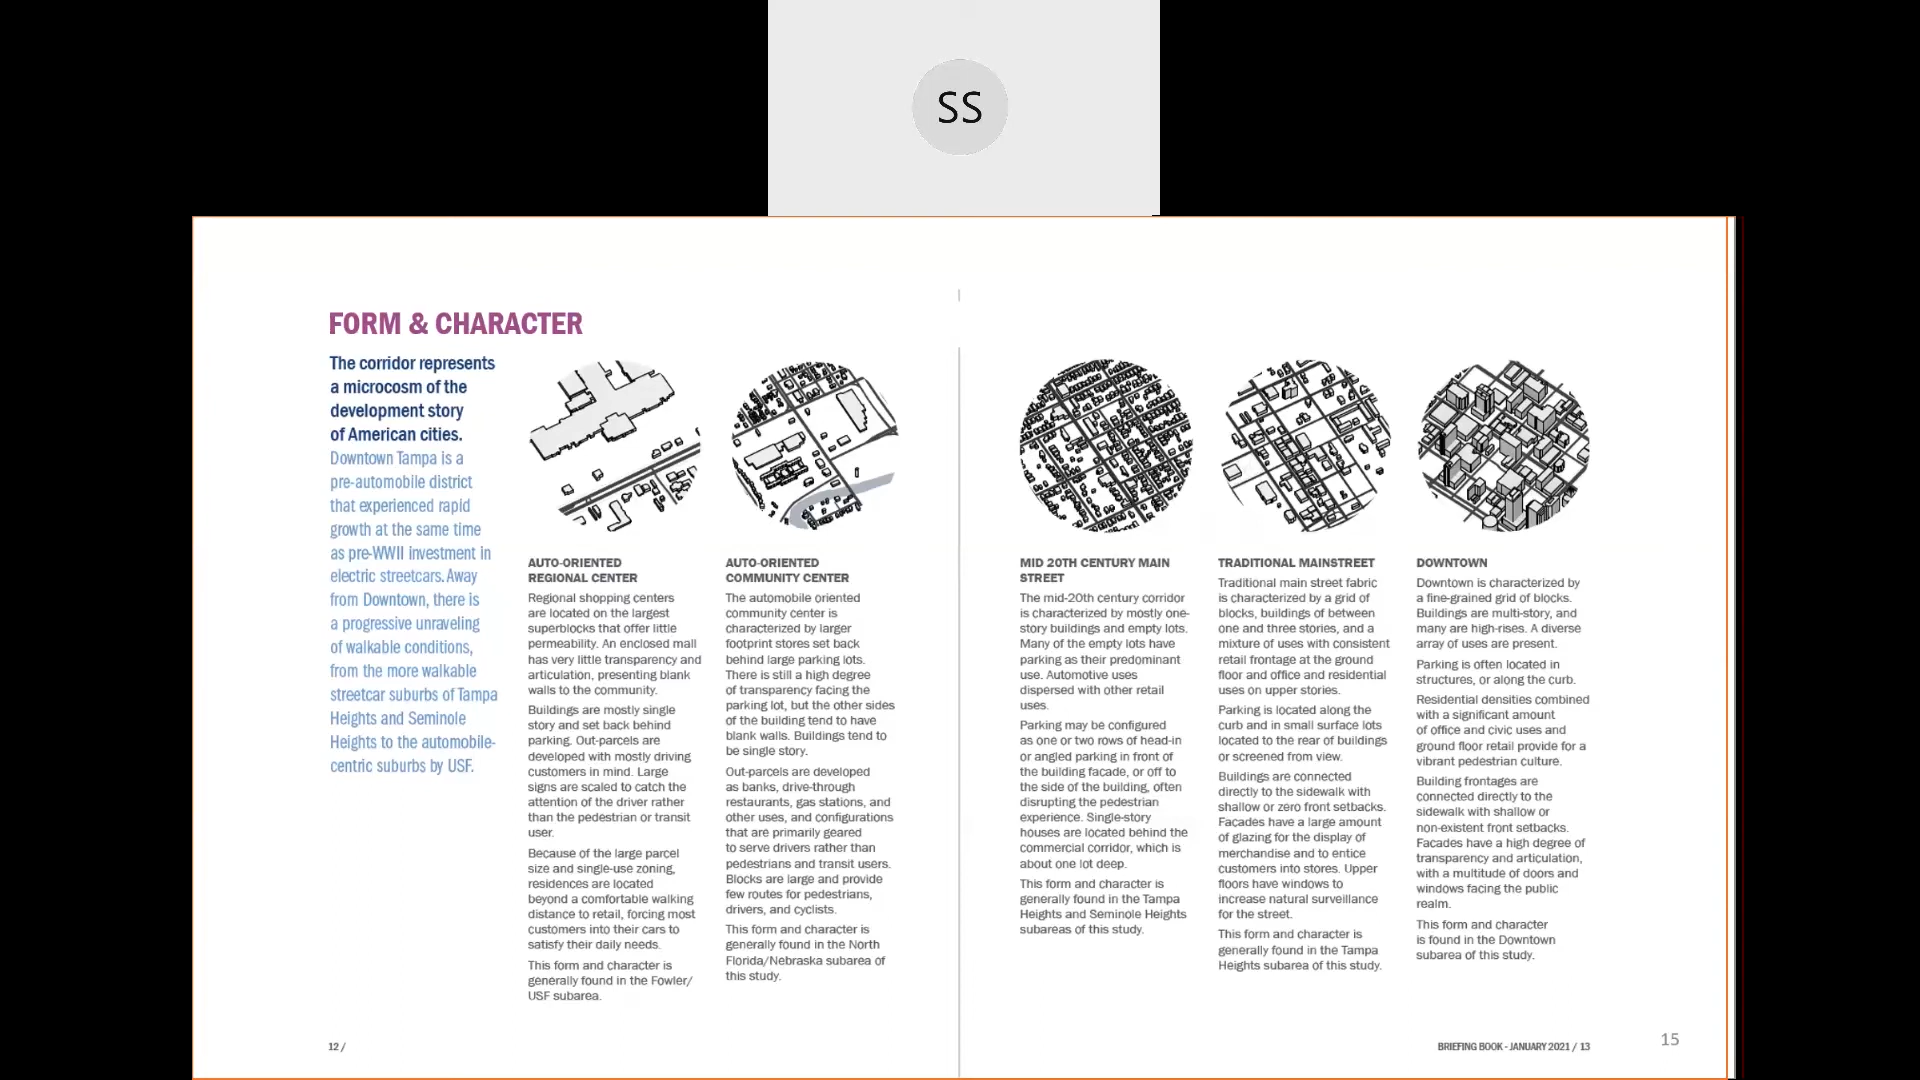 SS
FORM & CHARACTER
The corridor represents
a microcosm of the
development story
of American cities.
Downtown Tampa is a
pre-automobile district
that experienced rapid
growth at the same time
as pre-WWII investment in
electric streetcars. Away
from Downtown, there is
a progressive unraveling
of walkable conditions,
from the more walkable
streetcar suburbs of Tampa
Heights and Seminole
Heights to the automobile-
centric suburbs by USF.
AUTO-ORIENTED
REGIONAL CENTER
Regional shopping centers
are located on the largest
superblocks that offer little
permeability. An enclosed mall
has very little transparency and
articulation, presenting blank
walls to the community.
Buildings are mostly single
story and set back behind
parking. Out-parcels are
developed with mostly driving
customers in mind. Large
signs are scaled to catch the
attention of the driver rather
than the pedestrian or transit
user.
Because of the large parcel
size and single-use zoning,
residences are located
beyond a comfortable walking
distance to retail, forcing most
customers into their cars to
satisfy their daily needs.
This form and character is
generally found in the Fowler/
USF subarea.
AUTO-ORIENTED
COMMUNITY CENTER
The automobile oriented
community center is
characterized by larger
footprint stores set back
behind large parking lots.
There is still a high degree
of transparency facing the
parking lot, but the other sides
of the building tend to have
blank walls. Buildings tend to
be single story.
Out-parcels are developed
as banks, drive-through
restaurants, gas stations, and
other uses, and configurations
that are primarily geared
to serve drivers rather than
pedestrians and transit users.
Blocks are large and provide
few routes for pedestrians,
drivers, and cyclists.
This form and character is
generally found in the North
Florida/Nebraska subarea of
this study.
MID 20TH CENTURY MAIN
STREET
The mid-20th century corridor
is characterized by mostly one-
story buildings and empty lots.
Many of the empty lots have
parking as their predominant
use. Automotive uses
dispersed with other retail
uses.
Parking may be configured
as one or two rows of head-in
or angled parking in front of
the building facade, or off to
the side of the building, often
disrupting the pedestrian
experience. Single-story
houses are located behind the
commercial corridor, which is
about one lot deep.
This form and character is
generally found in the Tampa
Heights and Seminole Heights
subareas of this study.
TRADITIONAL MAINSTREET
Traditional main street fabric
is characterized by a grid of
blocks, buildings of between
one and three stories, and a
mixture of uses with consistent
retail frontage at the ground
floor and office and residential
uses on upper stories.
Parking is located along the
curb and in small surface lots
located to the rear of buildings
or screened from view.
Buildings are connected
directly to the sidewalk with
shallow or zero front setbacks.
Façades have a large amount
of glazing for the display of
merchandise and to entice
customers into stores. Upper
floors have windows to
increase natural surveillance
for the street.
This form and character is
generally found in the Tampa
Heights subarea of this study.
DOWNTOWN
Downtown is characterized by
a fine-grained grid of blocks.
Buildings are multi-story, and
many are high-rises. A diverse
array of uses are present.
Parking is often located in
structures, or along the curb.
Residential densities combined
with a significant amount
of office and civic uses and
ground floor retail provide for a
vibrant pedestrian culture.
Building frontages are
connected directly to the
sidewalk with shallow or
non-existent front setbacks.
Facades have a high degree of
transparency and articulation,
with a multitude of doors and
windows facing the public
realm.
This form and character
is found in the Downtown
subarea of this study.
12 /
BRIEFING BOOK - JANUARY 2021 / 13
15